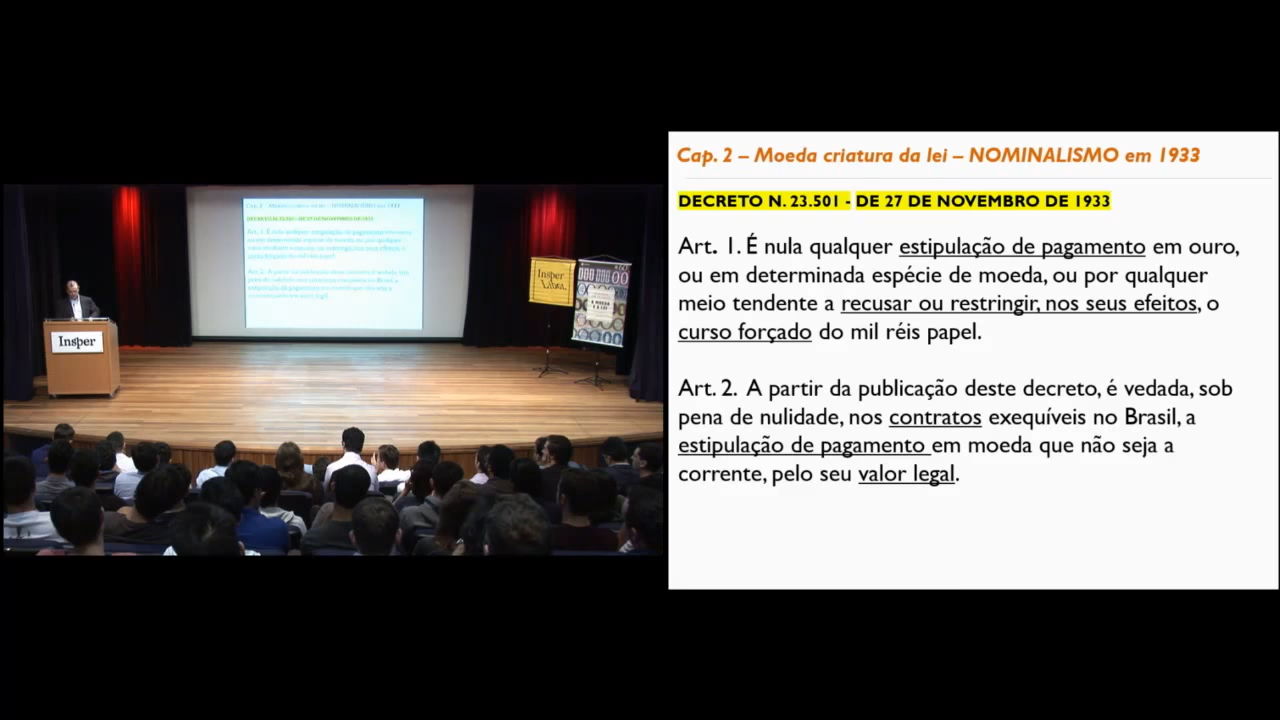 Cap. 2 – Moeda criatura da lei – NOMINALISMO em 1933
DECRETO N. 23.501 - DE 27 DE NOVEMBRO DE 1933
Art. 1. É nula qualquer estipulação de pagamento em ouro,
ou em determinada espécie de moeda, ou por qualquer
meio tendente a recusar ou restringir, nos seus efeitos, o
curso forçado do mil réis papel.
Art. 2. A partir da publicação deste decreto, é vedada, sob
pena de nulidade, nos contratos exequíveis no Brasil, a
estipulação de pagamento em moeda que não seja a
corrente, pelo seu valor legal.
Insper
Insper